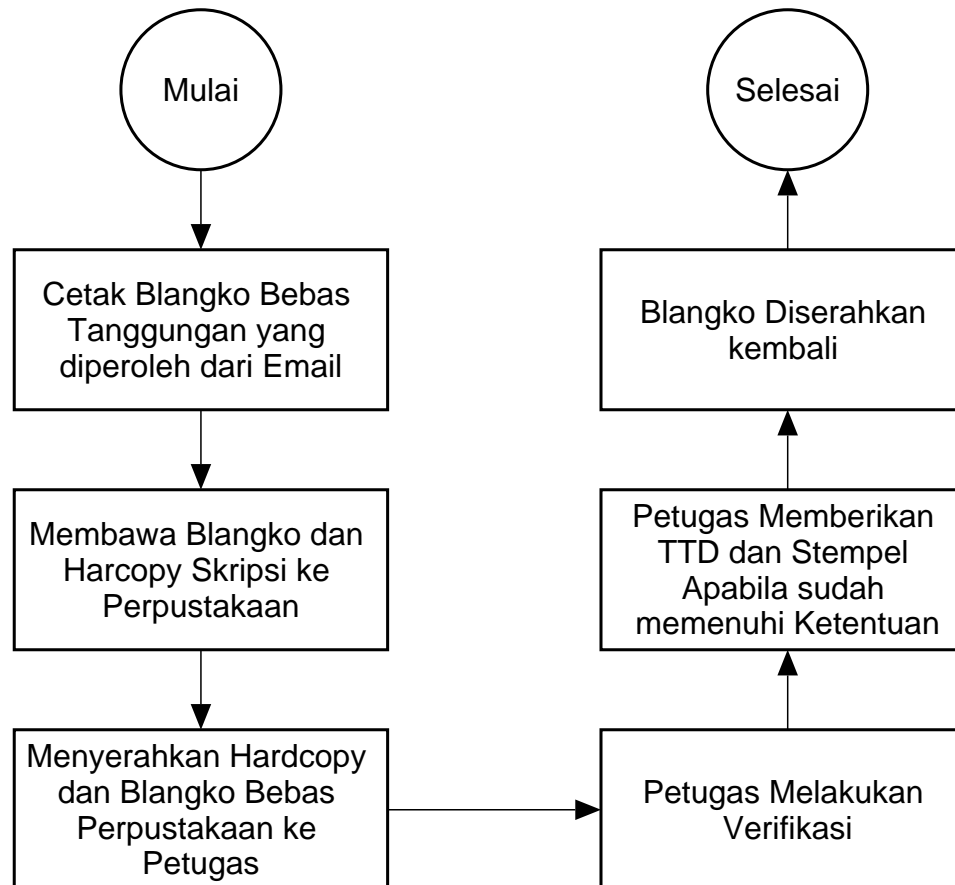 Mulai
Cetak Blangko Bebas
Tanggungan yang
diperoleh dari Email
Membawa Blangko dan
Harcopy Skripsi ke
Perpustakaan
Menyerahkan Hardcopy
dan Blangko Bebas
Perpustakaan ke
Petugas
Petugas Melakukan
Verifikasi
Petugas Memberikan
TTD dan Stempel
Apabila sudah
memenuhi Ketentuan
Blangko Diserahkan
kembali
Selesai